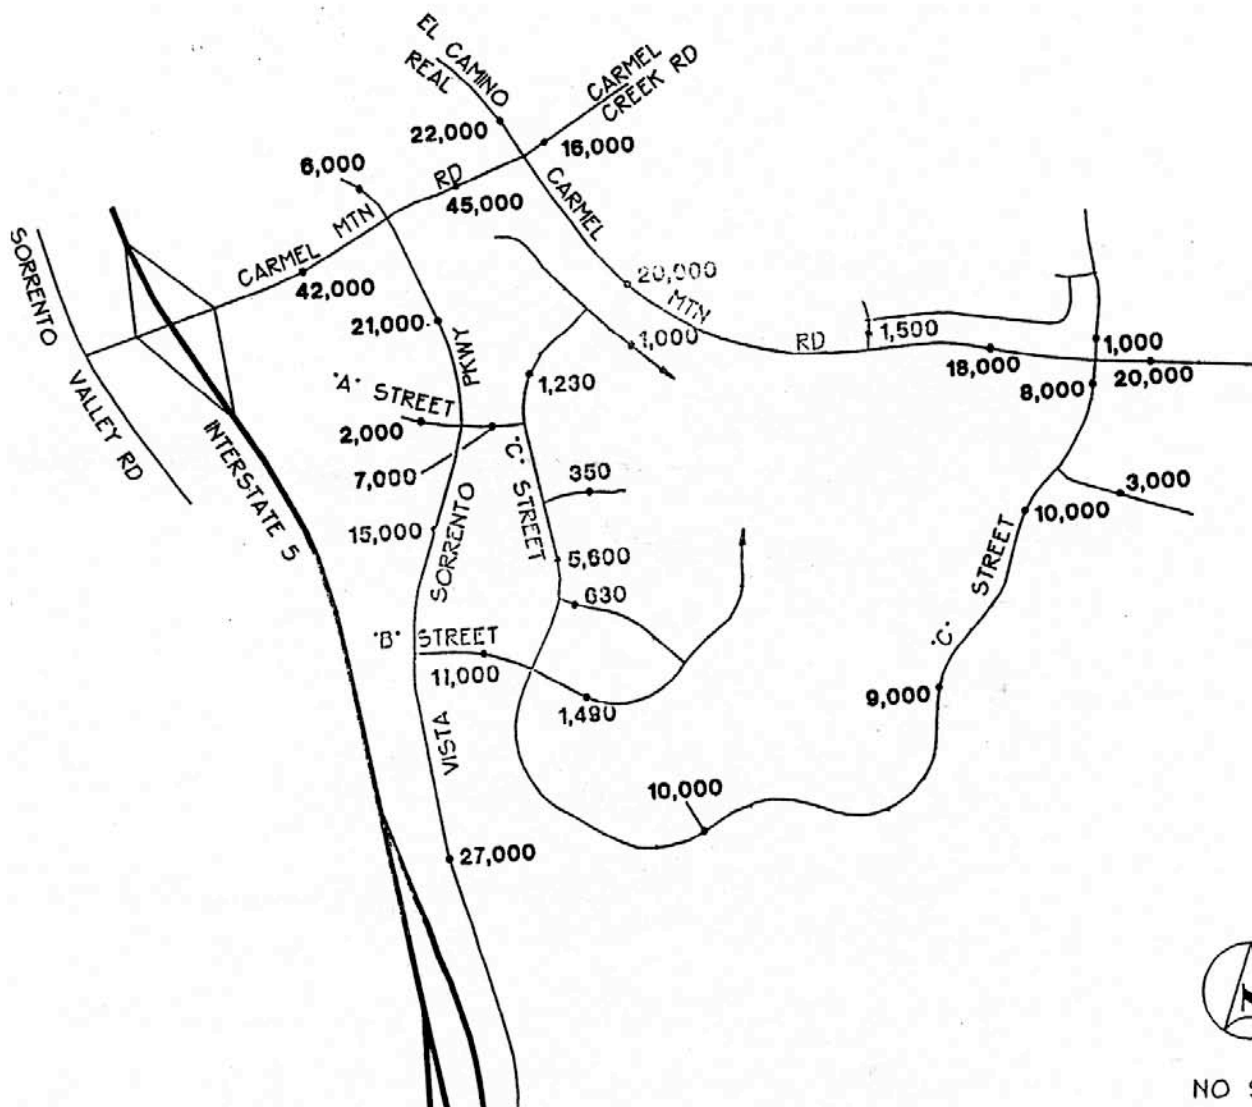 EL CAMINO
REAL
CARMEL
CREEK RD
22,000
16,000
6,000
RD
45,000
CARMEL
MTN
CARMEL
42,000
SORRENTO
20,000
MTN
21,000
PKWY
1,000
RD
1,500
18,000
1,000
20,000
8,000
"A" STREET
1,230
2,000
VALLEY RD
INTERSTATE 5
7,000
"C" STREET
350
3,000
10,000
15,000
SORRENTO
5,600
STREET
630
"B" STREET
"C"
11,000
1,490
9,000
VISTA
10,000
27,000
NO